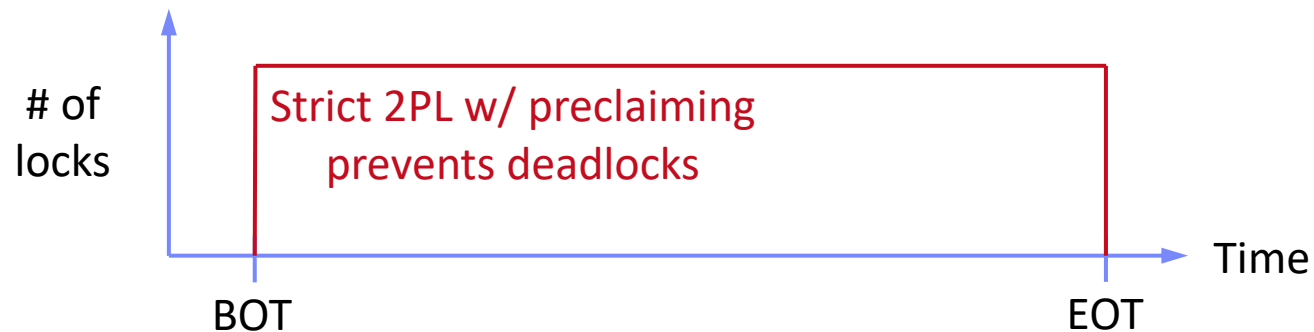 # of
locks
Strict 2PL w/ preclaiming
prevents deadlocks
Time
BOT
EOT